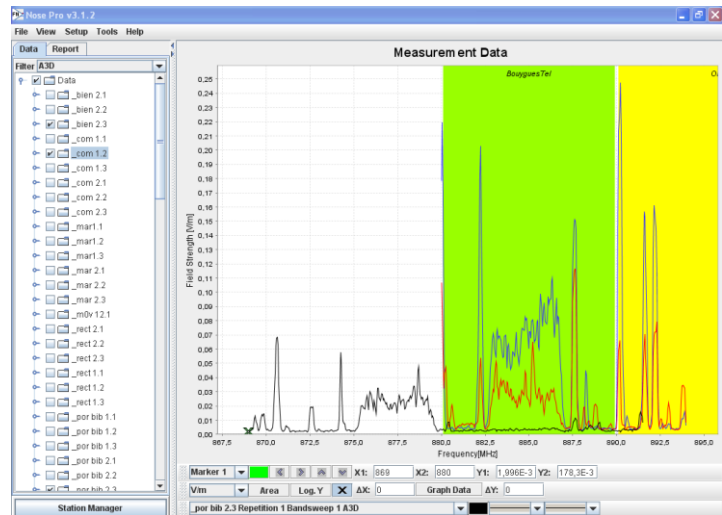 Nose Pro v3.1.2
File View Setup Tools Help
Data Report
Filter A3D
Data
_bien 2.1
_bien 2.2
_bien 2.3
_com 1.1
_com 1.2
_com 1.3
_com 2.1
_com 2.2
_com 2.3
_mar1.1
_mar1.2
_mar1.3
_mar 2.1
_mar 2.2
_mar 2.3
_m0v 12.1
_rect 2.1
_rect 2.2
_rect 2.3
_rect 1.1
_rect 1.2
_rect 1.3
_por bib 1.1
_por bib 1.2
_por bib 1.3
_por bib 2.1
_por bib 2.2
_por bib 2.3
Station Manager
Measurement Data
BouyguesTel
Field Strength [V/m]
0,26
0,25
0,24
0,23
0,22
0,21
0,20
0,19
0,18
0,17
0,16
0,15
0,14
0,13
0,12
0,11
0,10
0,09
0,08
0,07
0,06
0,05
0,04
0,03
0,02
0,01
0,00
867,5 870,0 872,5 875,0 877,5 880,0 882,5 885,0 887,5 890,0 892,5 895,0
Frequency[MHz]
Marker 1 X1: 869 X2: 880 Y1: 1,996E-3 Y2: 178,3E-3
V/m Area Log. Y X ΔX: 0 Graph Data ΔY: 0
_por bib 2.3 Repetition 1 Bandsweep 1 A3D